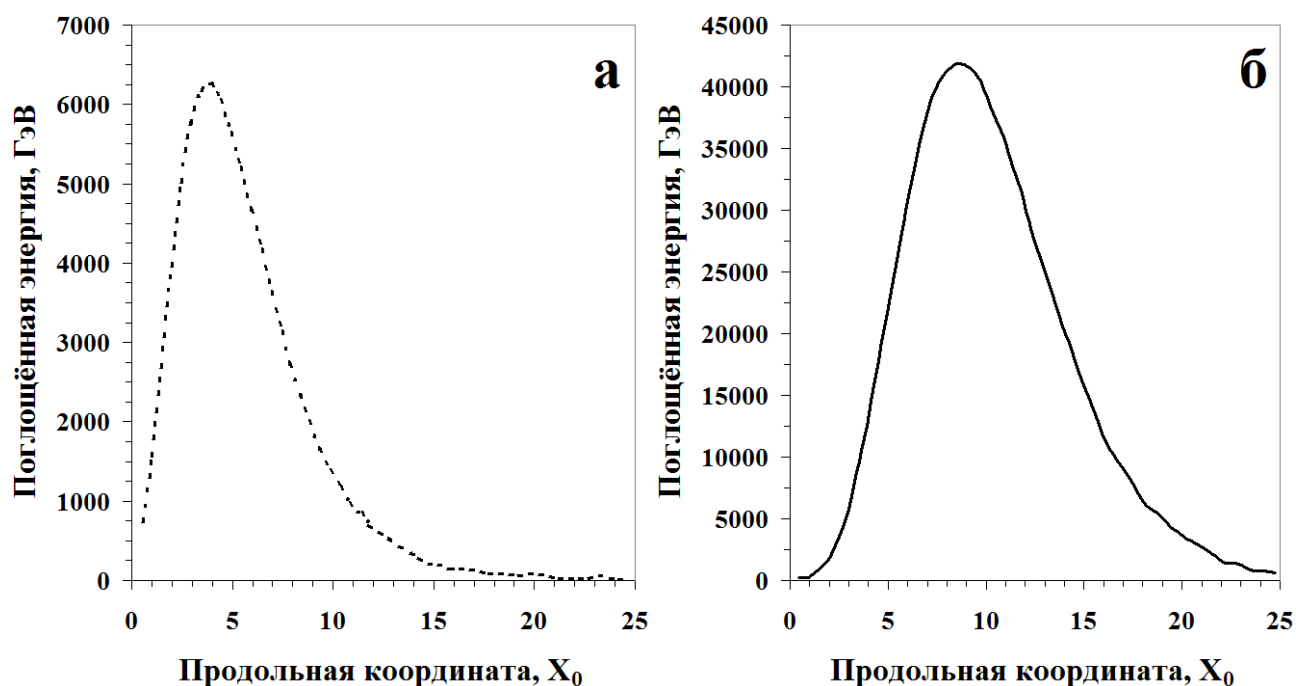 а
7000
6000
5000
4000
3000
2000
1000
0
0 5 10 15 20 25
Поглощённая энергия, ГэВ
Продольная координата, X0
б
45000
40000
35000
30000
25000
20000
15000
10000
5000
0
0 5 10 15 20 25
Поглощённая энергия, ГэВ
Продольная координата, X0